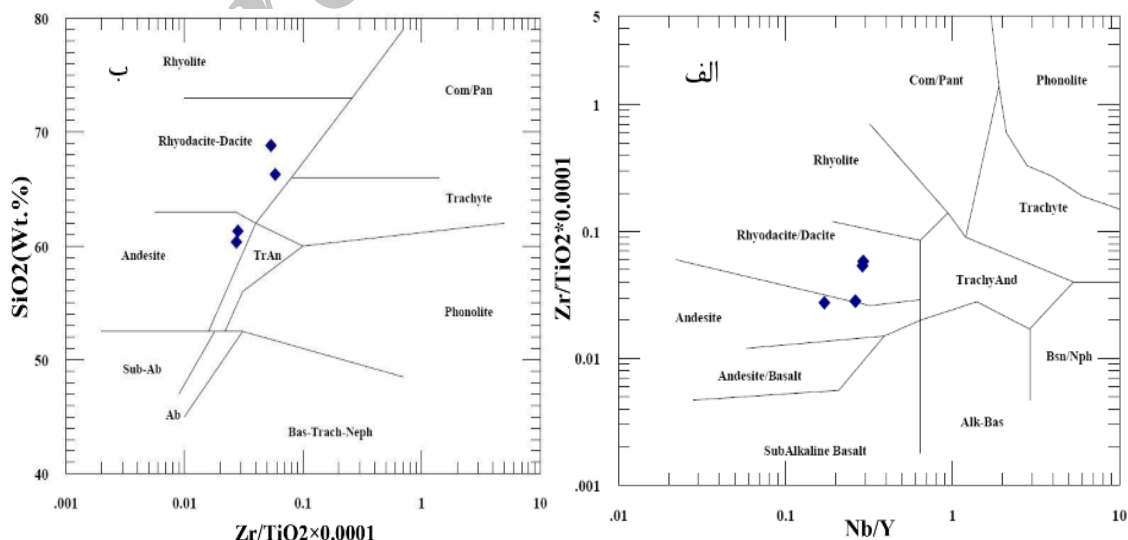 ب
80
70
60
50
40
SiO2(Wt.%)
Rhyolite
Com/Pan
Rhyodacite-Dacite
Trachyte
Andesite
TrAn
Phonolite
Sub-Ab
Ab
Bas-Trach-Neph
.001
0.01
0.1
1
10
Zr/TiO2×0.0001
الف
5
1
0.1
0.01
.001
Zr/TiO2*0.0001
Com/Pant
Phonolite
Rhyolite
Trachyte
Rhyodacite/Dacite
TrachyAnd
Andesite
Bsn/Nph
Andesite/Basalt
Alk-Bas
SubAlkaline Basalt
.01
0.1
1
10
Nb/Y